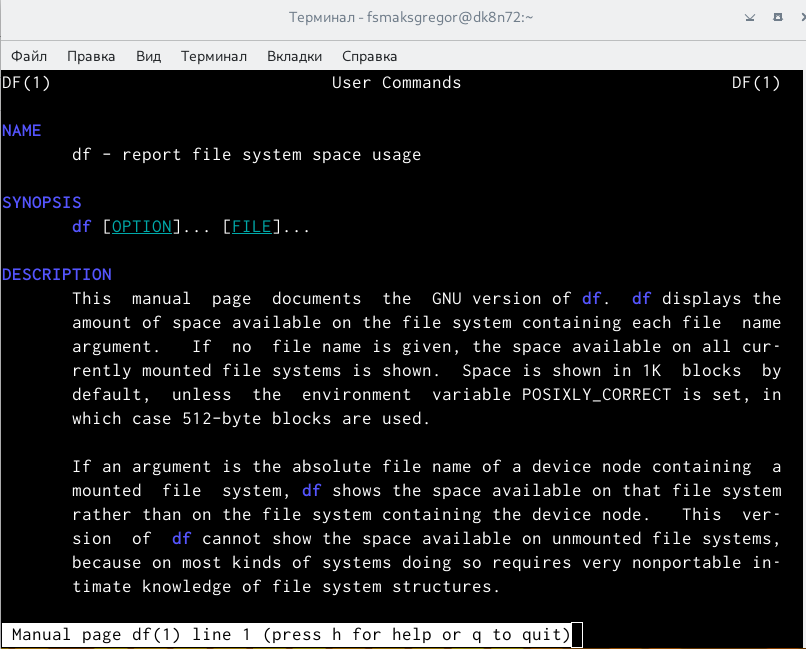 Терминал - fsmaksgregor@dk8n72:~
Файл Правка Вид Терминал Вкладки Справка
DF(1) User Commands DF(1)
NAME
df - report file system space usage
SYNOPSIS
df [OPTION]... [FILE]...
DESCRIPTION
This manual page documents the GNU version of df. df displays the
amount of space available on the file system containing each file name
argument. If no file name is given, the space available on all cur-
rently mounted file systems is shown. Space is shown in 1K blocks by
default, unless the environment variable POSIXLY_CORRECT is set, in
which case 512-byte blocks are used.
If an argument is the absolute file name of a device node containing a
mounted file system, df shows the space available on that file system
rather than on the file system containing the device node. This ver-
sion of df cannot show the space available on unmounted file systems,
because on most kinds of systems doing so requires very nonportable in-
timate knowledge of file system structures.
Manual page df(1) line 1 (press h for help or q to quit)